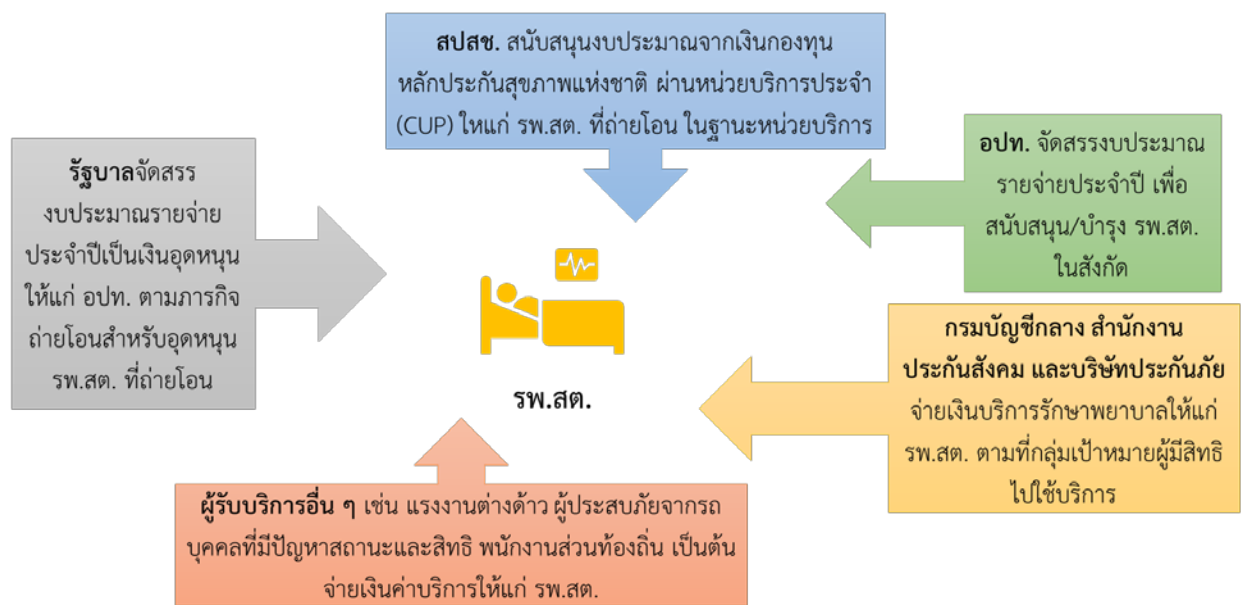 สปสช. สนับสนุนงบประมาณจากเงินกองทุน
หลักประกันสุขภาพแห่งชาติ ผ่านหน่วยบริการประจำ
(CUP) ใหแก่ รพ.สต. ที่ถ่ายโอน ในฐานะหน่วยบริการ
รัฐบาลจัดสรร
งบประมาณรายจ่าย
ประจำปีเป็นเงินอุดหนุน
ให้แก่ อปท. ตามภารกิจ
ถ่ายโอนสำหรับอุดหนุน
รพ.สต. ที่ถ่ายโอน
อปท. จัดสรรงบประมาณ
รายจ่ายประจำปี เพื่อ
สนับสนุน/บำรุง รพ.สต.
ในสังกัด
รพ.สต.
กรมบัญชีกลาง สำนักงาน
ประกันสังคม และบริษัทประกันภัย
จ่ายเงินบริการรักษาพยาบาลให้แก่
รพ.สต. ตามที่กลุ่มเป้าหมายผู้มีสิทธิ
ไปใช้บริการ
ผู้รับบริการอื่น ๆ เช่น แรงงานต่างด้าว ผู้ประสบภัยจากรถ
บุคคลที่มีปัญหาสถานะและสิทธิ พนักงานส่วนท้องถิ่น เป็นต้น
จ่ายเงินค่าบริการให้แก่ รพ.สต.